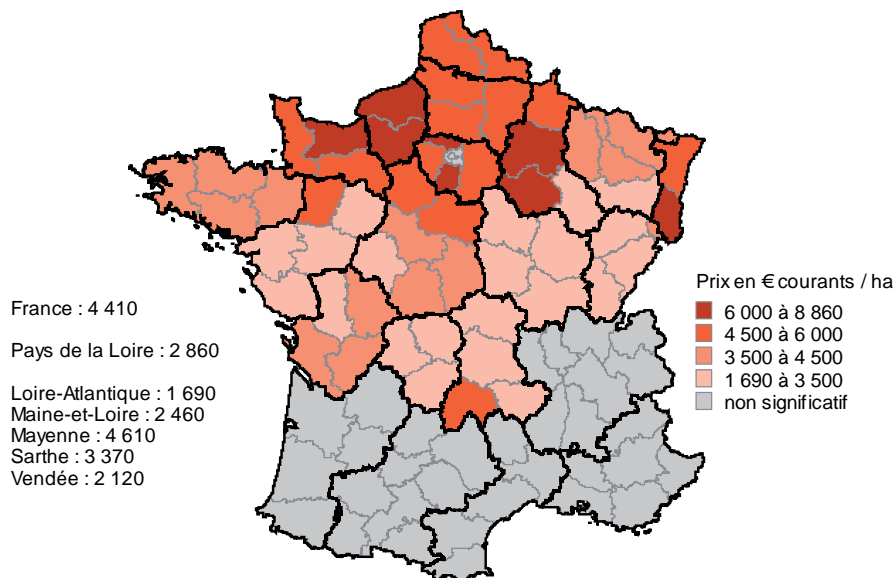 France : 4 410
Pays de la Loire : 2 860
Loire-Atlantique : 1 690
Maine-et-Loire : 2 460
Mayenne : 4 610
Sarthe : 3 370
Vendée : 2 120
Prix en € courants / ha
6 000 à 8 860
4 500 à 6 000
3 500 à 4 500
1 690 à 3 500
non significatif